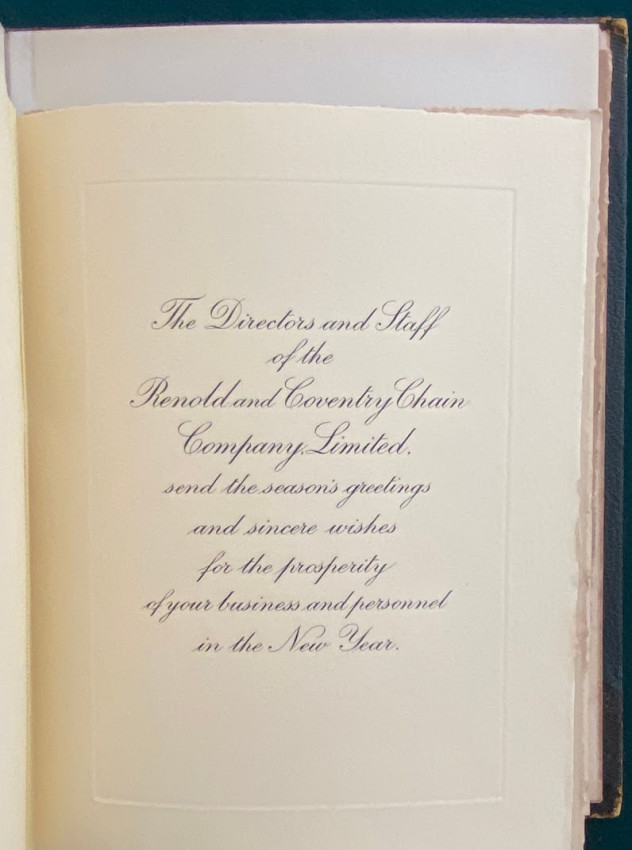 The Directors and Staff
of the
Renold and Coventry Chain
Company, Limited,
send the season's greetings
and sincere wishes
for the prosperity
of your business and personnel
in the New Year.